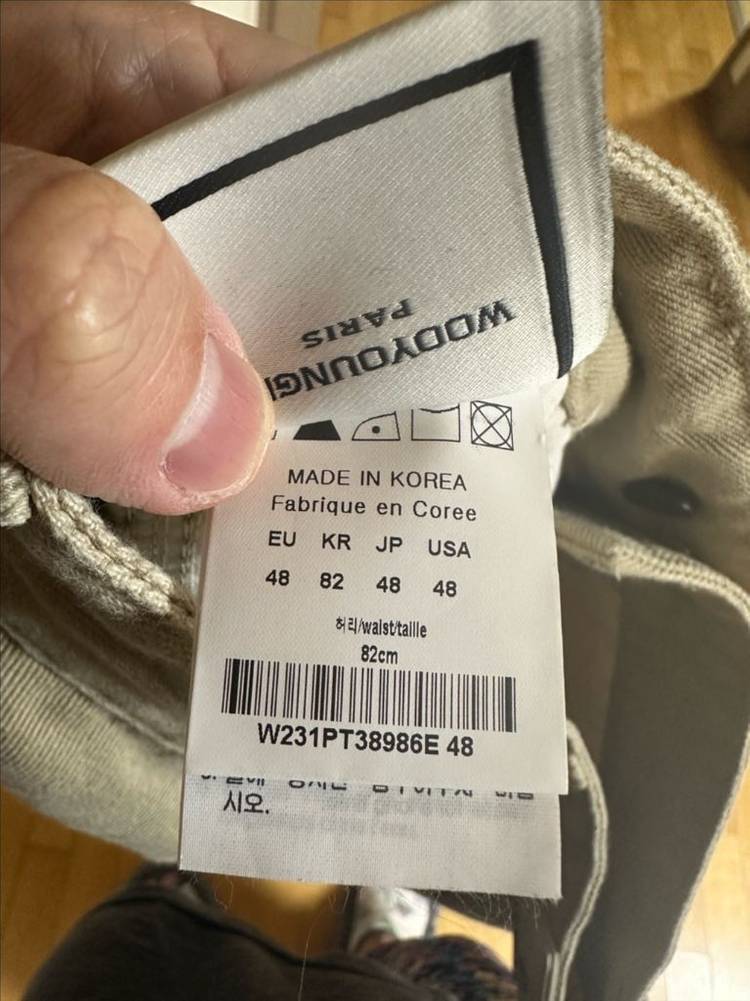 WOOYOUNG
PARIS
MADE IN KOREA
Fabrique en Coree
EU KR JP USA
48 82 48 48
허리/waist/taille
82cm
W231PT38986E 48
시오.